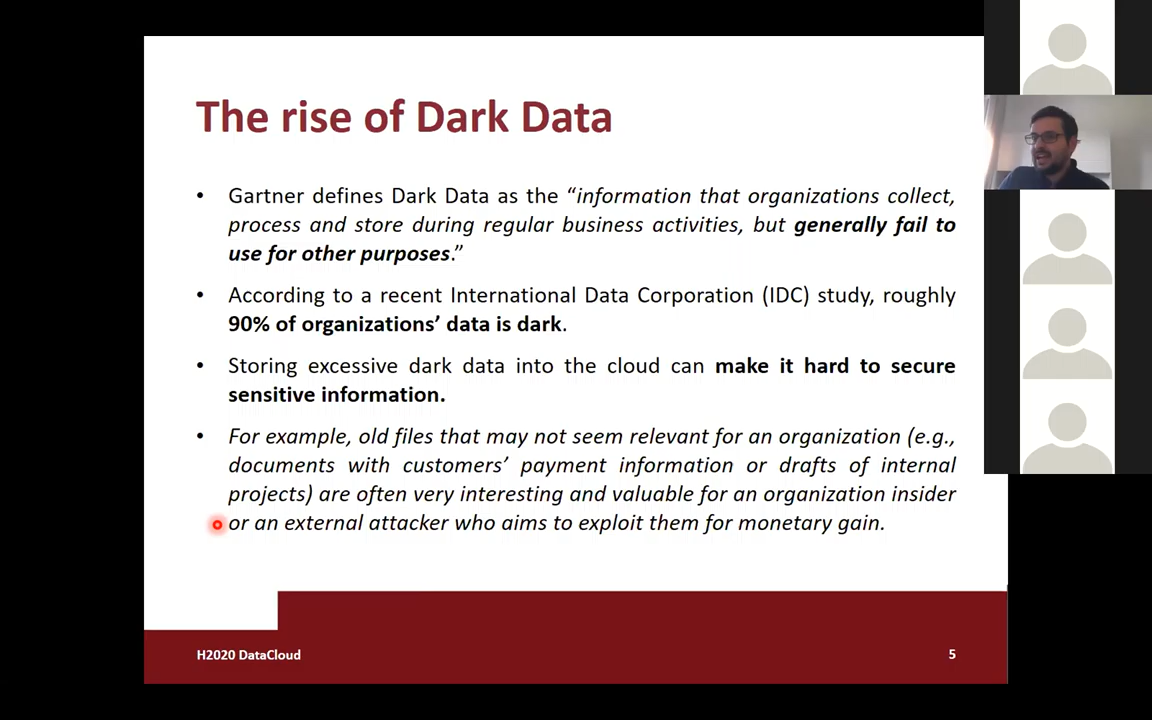 The rise of Dark Data
• Gartner defines Dark Data as the “information that organizations collect,
process and store during regular business activities, but generally fail to
use for other purposes.”
• According to a recent International Data Corporation (IDC) study, roughly
90% of organizations’ data is dark.
• Storing excessive dark data into the cloud can make it hard to secure
sensitive information.
• For example, old files that may not seem relevant for an organization (e.g.,
documents with customers’ payment information or drafts of internal
projects) are often very interesting and valuable for an organization insider
or an external attacker who aims to exploit them for monetary gain.
H2020 DataCloud
5